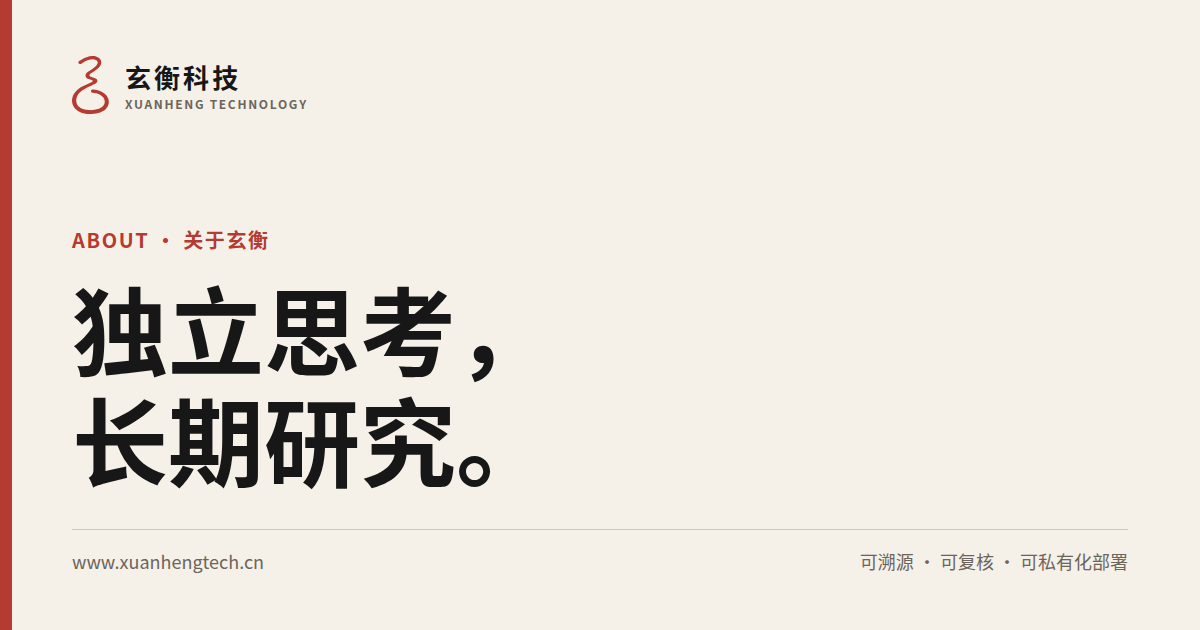 玄衡科技
XUANHENG TECHNOLOGY
ABOUT · 关于玄衡
独立思考，
长期研究。
www.xuanhengtech.cn
可溯源 · 可复核 · 可私有化部署